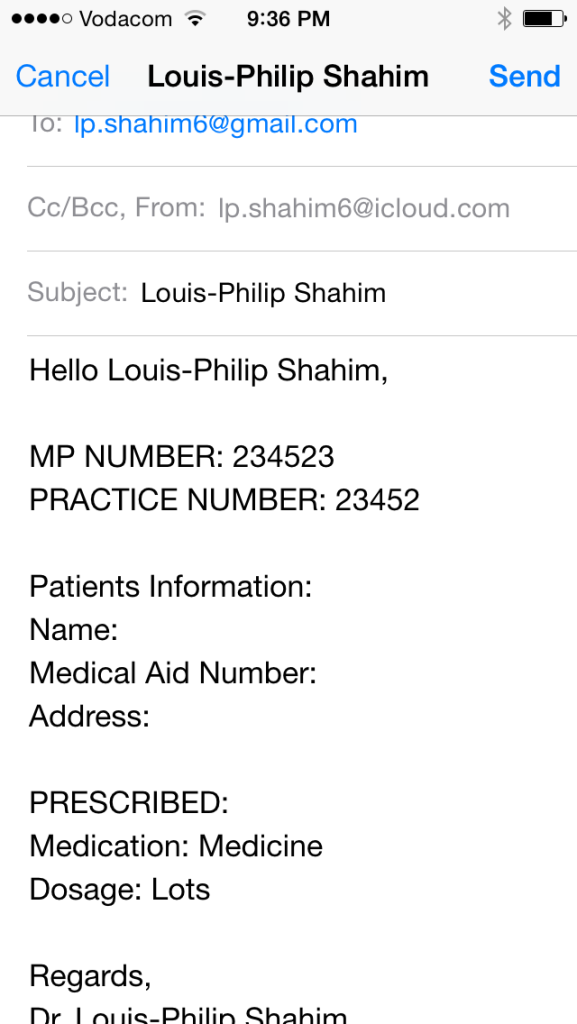 Vodacom 9:36 PM
Cancel Louis-Philip Shahim Send
To: lp.shahim6@gmail.com
Cc/Bcc, From: lp.shahim6@icloud.com
Subject: Louis-Philip Shahim
Hello Louis-Philip Shahim,
MP NUMBER: 234523
PRACTICE NUMBER: 23452
Patients Information:
Name:
Medical Aid Number:
Address:
PRESCRIBED:
Medication: Medicine
Dosage: Lots
Regards,
Dr. Louis-Philip Shahim